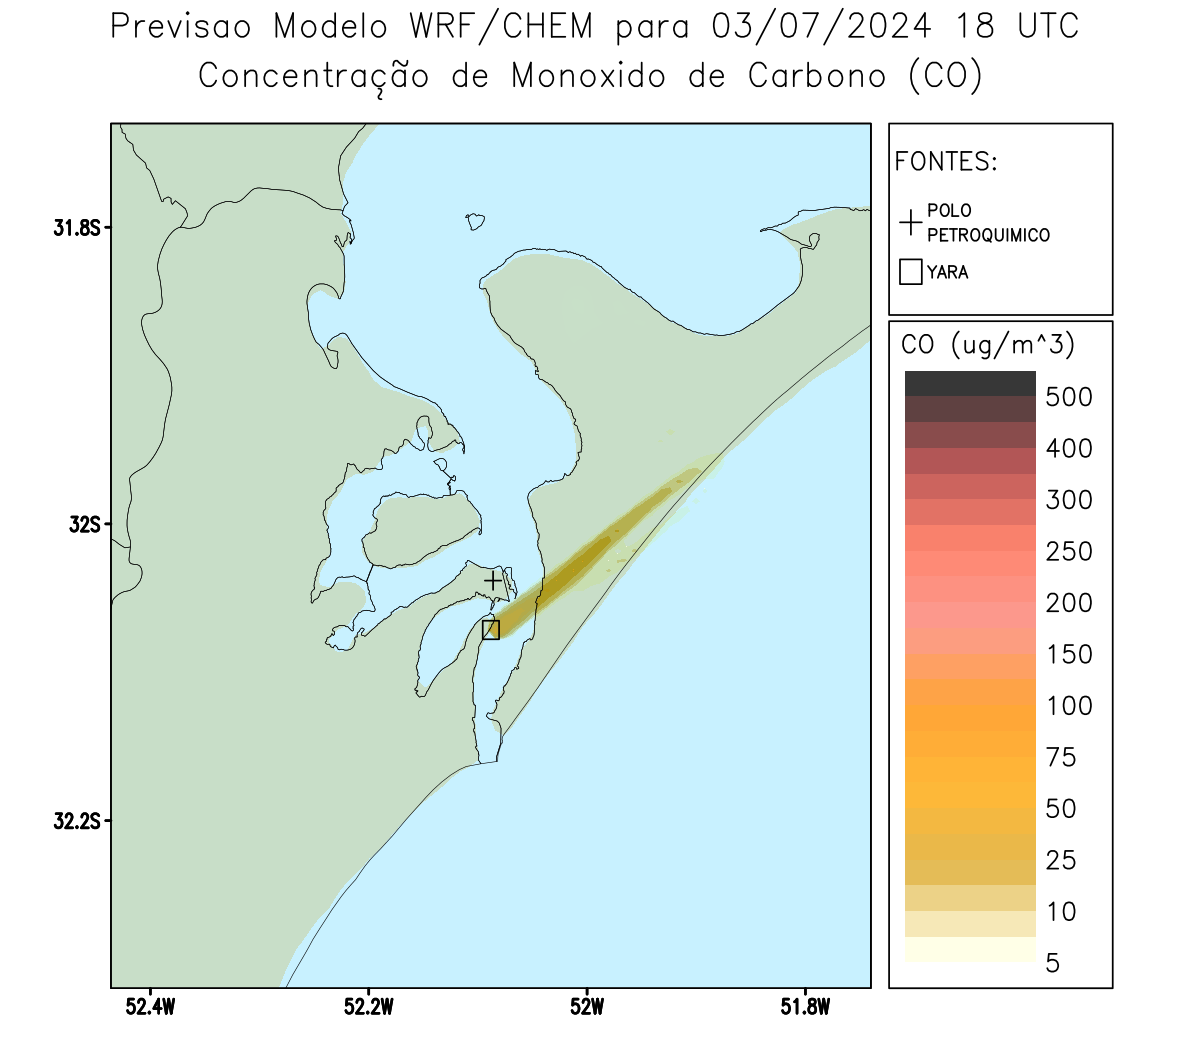 Previsao Modelo WRF/CHEM para 03/07/2024 18 UTC
Concentração de Monoxido de Carbono (CO)
FONTES:
POLO
PETROQUIMICO
YARA
CO (ug/m^3)
500
400
300
250
200
150
100
75
50
25
10
5
31.8S
32S
32.2S
52.4W
52.2W
52W
51.8W